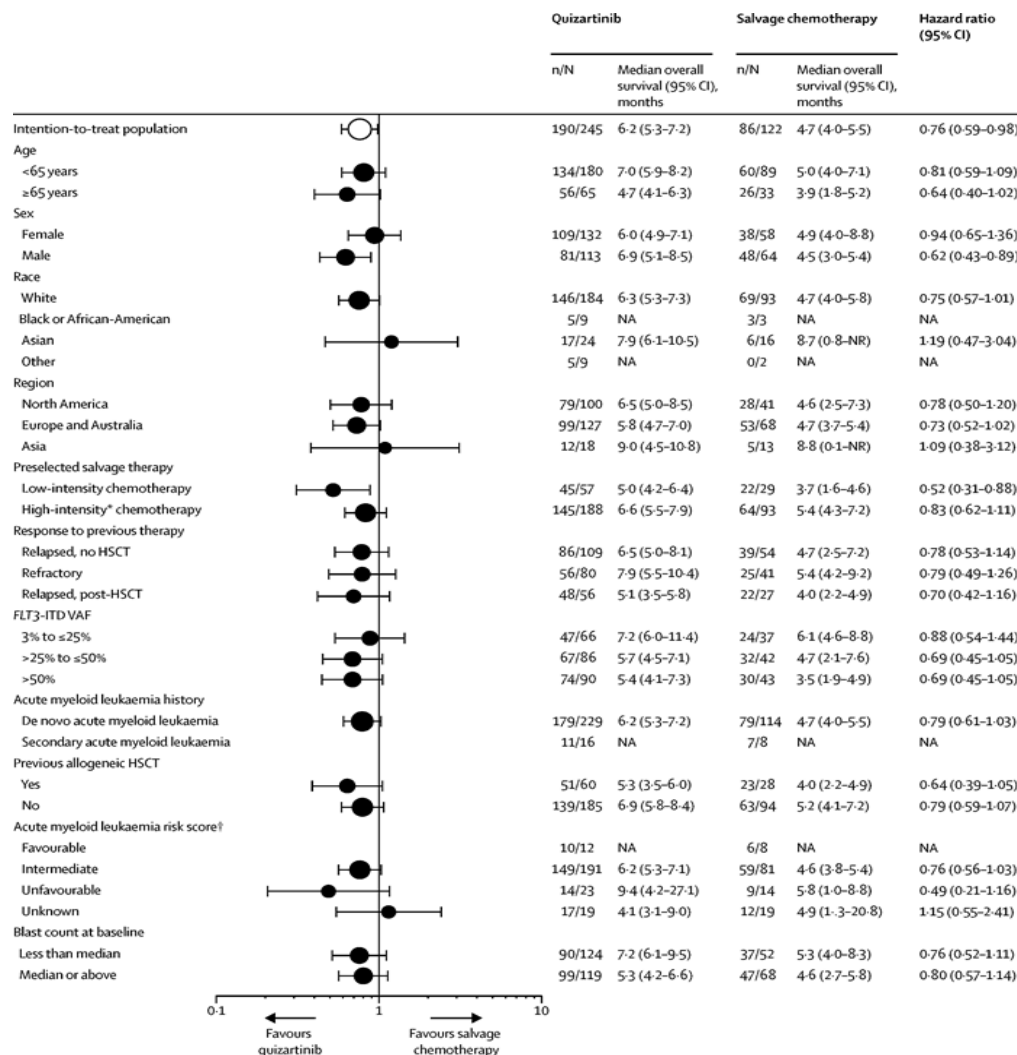 Quizartinib Salvage chemotherapy Hazard ratio (95% CI)
n/N Median overall survival (95% CI), months n/N Median overall survival (95% CI), months
Intention-to-treat population 190/245 6·2 (5·3–7·2) 86/122 4·7 (4·0–5·5) 0·76 (0·59–0·98)
Age
<65 years 134/180 7·0 (5·9–8·2) 60/89 5·0 (4·0–7·1) 0·81 (0·59–1·09)
≥65 years 56/65 4·7 (4·1–6·3) 26/33 3·9 (1·8–5·2) 0·64 (0·40–1·02)
Sex
Female 109/132 6·0 (4·9–7·1) 38/58 4·9 (4·0–8·8) 0·94 (0·65–1·36)
Male 81/113 6·9 (5·1–8·5) 48/64 4·5 (3·0–5·4) 0·62 (0·43–0·89)
Race
White 146/184 6·3 (5·3–7·3) 69/93 4·7 (4·0–5·8) 0·75 (0·57–1·01)
Black or African-American 5/9 NA 3/3 NA NA
Asian 17/24 7·9 (6·1–10·5) 6/16 8·7 (0·8–NR) 1·19 (0·47–3·04)
Other 5/9 NA 0/2 NA NA
Region
North America 79/100 6·5 (5·0–8·5) 28/41 4·6 (2·5–7·3) 0·78 (0·50–1·20)
Europe and Australia 99/127 5·8 (4·7–7·0) 53/68 4·7 (3·7–5·4) 0·73 (0·52–1·02)
Asia 12/18 9·0 (4·5–10·8) 5/13 8·8 (0·1–NR) 1·09 (0·38–3·12)
Preselected salvage therapy
Low-intensity chemotherapy 45/57 5·0 (4·2–6·4) 22/29 3·7 (1·6–4·6) 0·52 (0·31–0·88)
High-intensity* chemotherapy 145/188 6·6 (5·5–7·9) 64/93 5·4 (4·3–7·2) 0·83 (0·62–1·11)
Response to previous therapy
Relapsed, no HSCT 86/109 6·5 (5·0–8·1) 39/54 4·7 (2·5–7·2) 0·78 (0·53–1·14)
Refractory 56/80 7·9 (5·5–10·4) 25/41 5·4 (4·2–9·2) 0·79 (0·49–1·26)
Relapsed, post-HSCT 48/56 5·1 (3·5–5·8) 22/27 4·0 (2·2–4·9) 0·70 (0·42–1·16)
FLT3-ITD VAF
3% to ≤25% 47/66 7·2 (6·0–11·4) 24/37 6·1 (4·6–8·8) 0·88 (0·54–1·44)
>25% to ≤50% 67/86 5·7 (4·5–7·1) 32/42 4·7 (2·1–7·6) 0·69 (0·45–1·05)
>50% 74/90 5·4 (4·1–7·3) 30/43 3·5 (1·9–4·9) 0·69 (0·45–1·05)
Acute myeloid leukaemia history
De novo acute myeloid leukaemia 179/229 6·2 (5·3–7·2) 79/114 4·7 (4·0–5·5) 0·79 (0·61–1·03)
Secondary acute myeloid leukaemia 11/16 NA 7/8 NA NA
Previous allogeneic HSCT
Yes 51/60 5·3 (3·5–6·0) 23/28 4·0 (2·2–4·9) 0·64 (0·39–1·05)
No 139/185 6·9 (5·8–8·4) 63/94 5·2 (4·1–7·2) 0·79 (0·59–1·07)
Acute myeloid leukaemia risk score†
Favourable 10/12 NA 6/8 NA NA
Intermediate 149/191 6·2 (5·3–7·1) 59/81 4·6 (3·8–5·4) 0·76 (0·56–1·03)
Unfavourable 14/23 9·4 (4·2–27·1) 9/14 5·8 (1·0–8·8) 0·49 (0·21–1·16)
Unknown 17/19 4·1 (3·1–9·0) 12/19 4·9 (1·3–20·8) 1·15 (0·55–2·41)
Blast count at baseline
Less than median 90/124 7·2 (6·1–9·5) 37/52 5·3 (4·0–8·3) 0·76 (0·52–1·11)
Median or above 99/119 5·3 (4·2–6·6) 47/68 4·6 (2·7–5·8) 0·80 (0·57–1·14)
0·1 1 10
Favours quizartinib Favours salvage chemotherapy